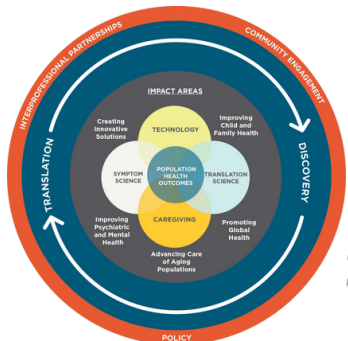 INTERPROFESSIONAL PARTNERSHIPS
COMMUNITY ENGAGEMENT
TRANSLATION
DISCOVERY
IMPACT AREAS
Creating
Innovative
Solutions
Improving
Child and
Family Health
TECHNOLOGY
SYMPTOM
SCIENCE
POPULATION
HEALTH
OUTCOMES
TRANSLATION
SCIENCE
CAREGIVING
Improving
Psychiatric
and Mental
Health
Promoting
Global
Health
Advancing Care
of Aging
Populations
POLICY